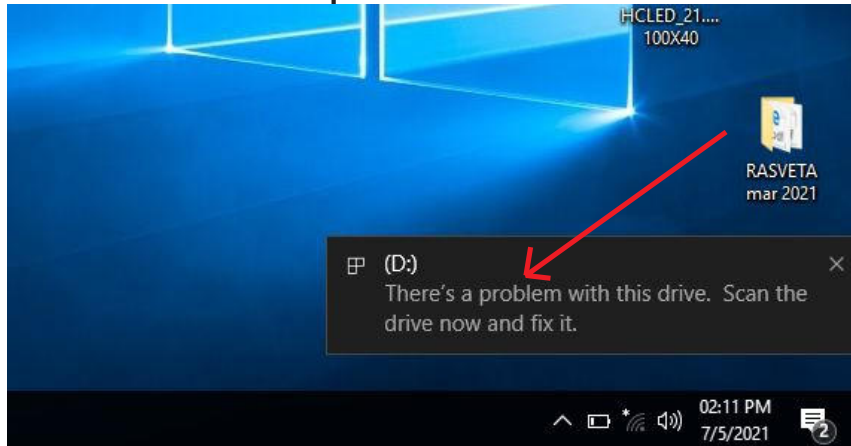 HCLED_21....
100X40
RASVETA
mar 2021
(D:)
There's a problem with this drive.  Scan the
drive now and fix it.
02:11 PM
7/5/2021
2